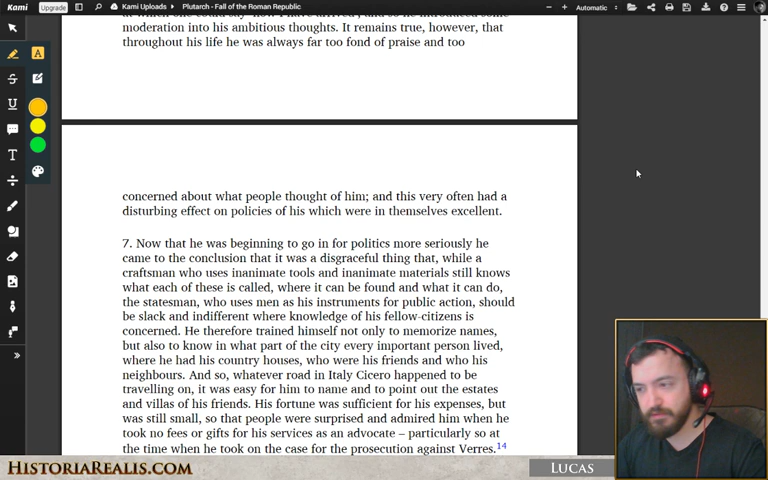 Kami
Upgrade
Kami Uploads
Plutarch - Fall of the Roman Republic
Automatic
moderation into his ambitious thoughts. It remains true, however, that
throughout his life he was always far too fond of praise and too
concerned about what people thought of him; and this very often had a
disturbing effect on policies of his which were in themselves excellent.
7. Now that he was beginning to go in for politics more seriously he
came to the conclusion that it was a disgraceful thing that, while a
craftsman who uses inanimate tools and inanimate materials still knows
what each of these is called, where it can be found and what it can do,
the statesman, who uses men as his instruments for public action, should
be slack and indifferent where knowledge of his fellow-citizens is
concerned. He therefore trained himself not only to memorize names,
but also to know in what part of the city every important person lived,
where he had his country houses, who were his friends and who his
neighbours. And so, whatever road in Italy Cicero happened to be
travelling on, it was easy for him to name and to point out the estates
and villas of his friends. His fortune was sufficient for his expenses, but
was still small, so that people were surprised and admired him when he
took no fees or gifts for his services as an advocate – particularly so at
the time when he took on the case for the prosecution against Verres.14
HISTORIAREALIS.COM
LUCAS